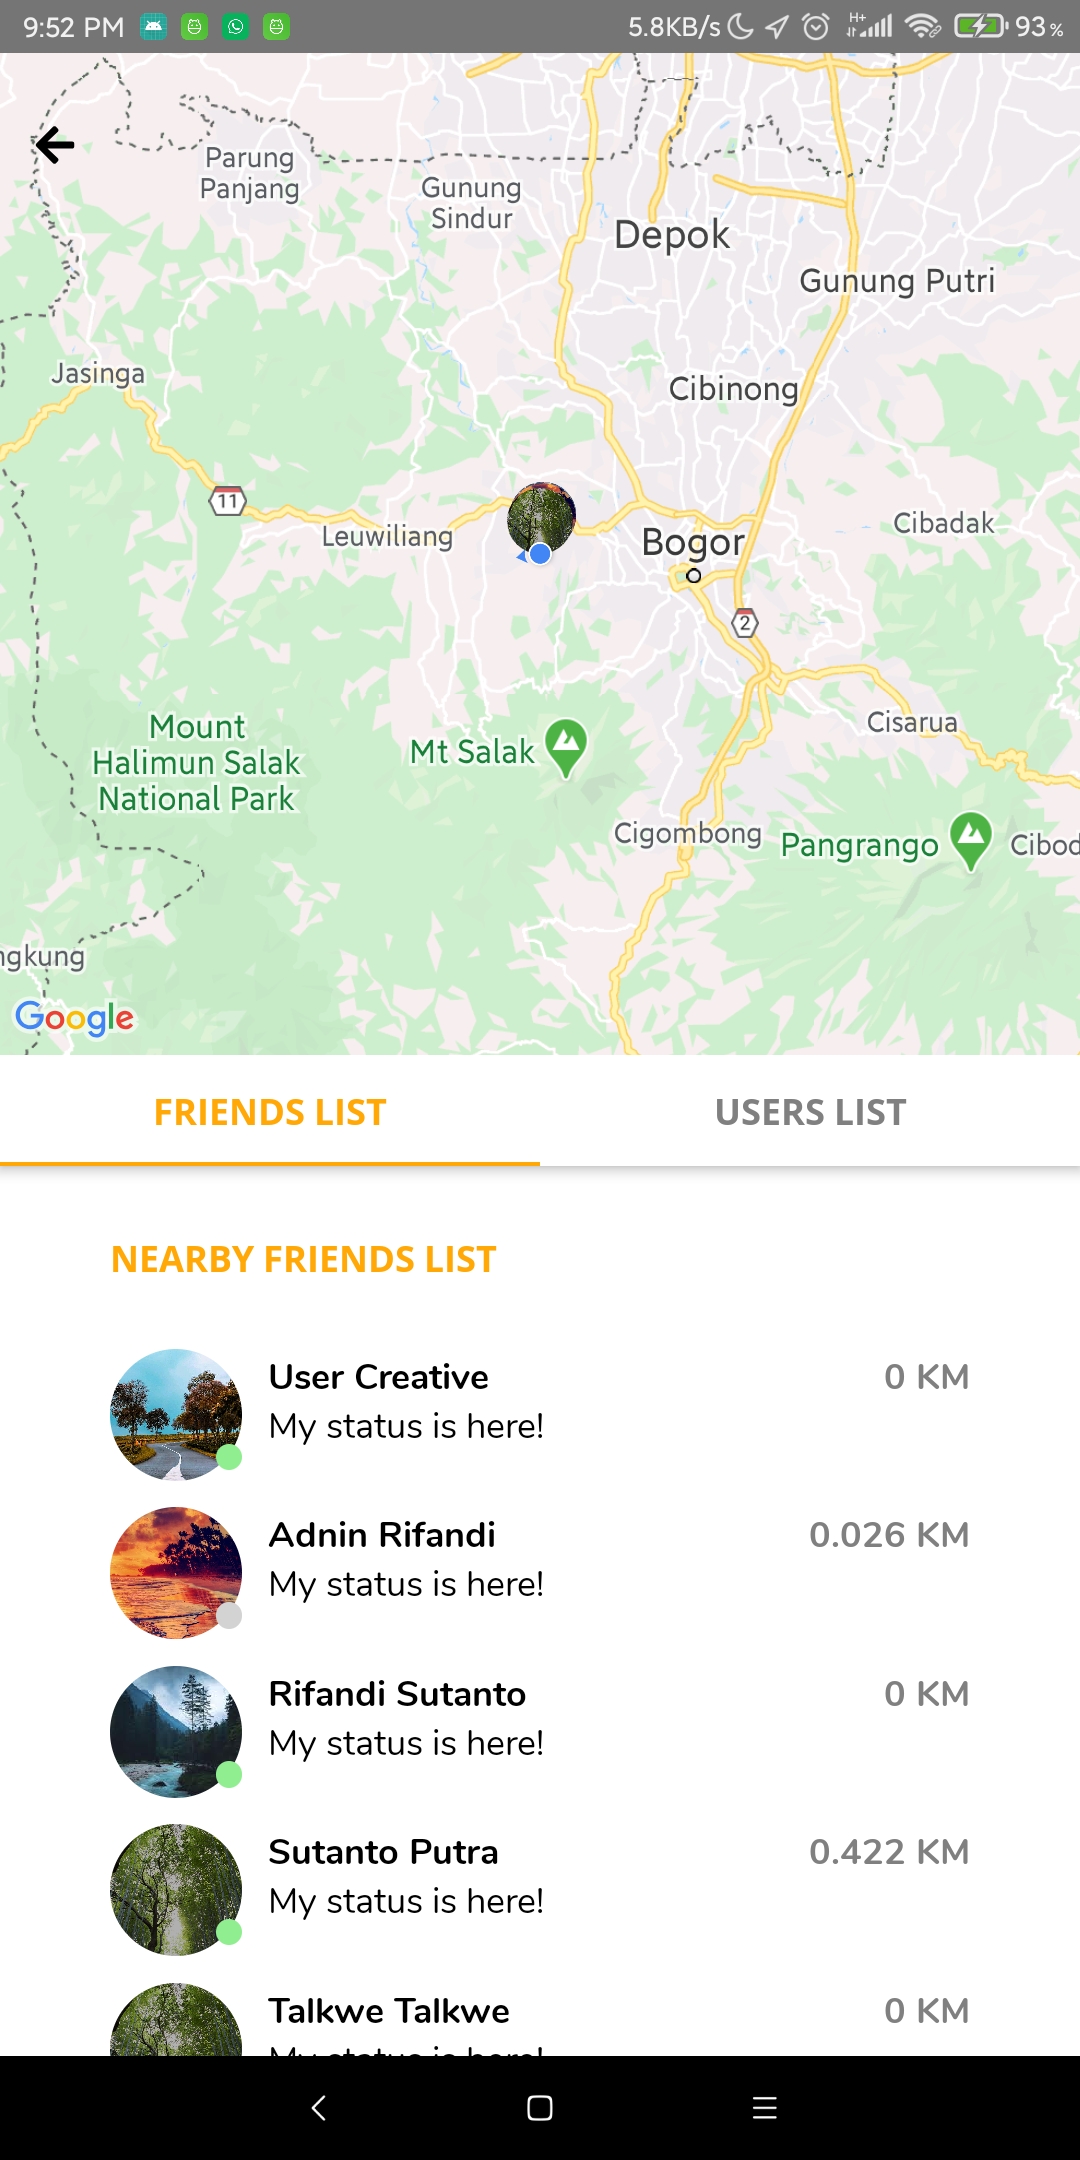 9:52 PM
5.8KB/s
H+
93%
Parung
Panjang
Gunung
Sindur
Depok
Gunung Putri
Jasinga
Cibinong
11
Leuwiliang
Bogor
Cibadak
2
Mount
Halimun Salak
National Park
Mt Salak
Cisarua
Cigombong
Pangrango
Cibod
ngkung
Google
FRIENDS LIST
USERS LIST
NEARBY FRIENDS LIST
User Creative
0 KM
My status is here!
Adnin Rifandi
0.026 KM
My status is here!
Rifandi Sutanto
0 KM
My status is here!
Sutanto Putra
0.422 KM
My status is here!
Talkwe Talkwe
0 KM
My status is here!